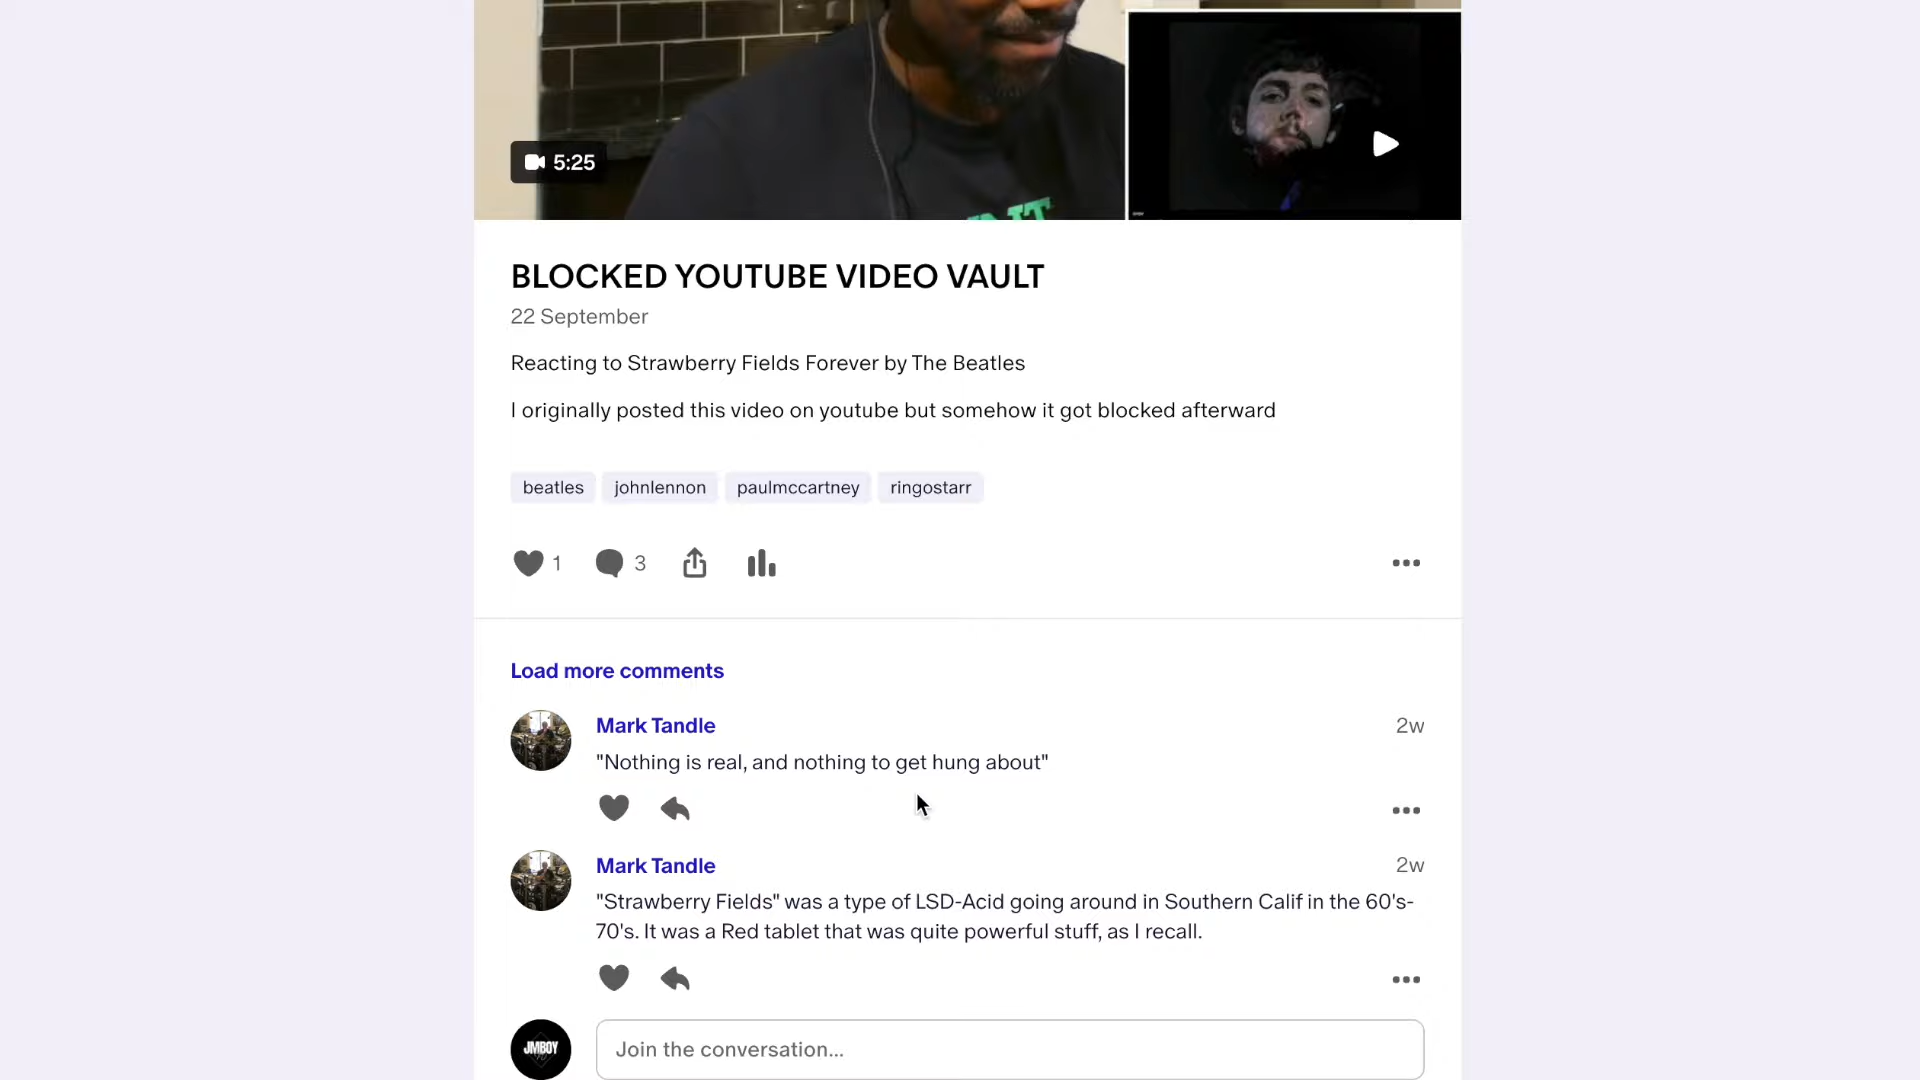 5:25
BLOCKED YOUTUBE VIDEO VAULT
22 September
Reacting to Strawberry Fields Forever by The Beatles
I originally posted this video on youtube but somehow it got blocked afterward
beatles johnlennon paulmccartney ringostarr
1 3
Load more comments
Mark Tandle 2w
"Nothing is real, and nothing to get hung about"
Mark Tandle 2w
"Strawberry Fields" was a type of LSD-Acid going around in Southern Calif in the 60's-
70's. It was a Red tablet that was quite powerful stuff, as I recall.
JMBOY
Join the conversation...